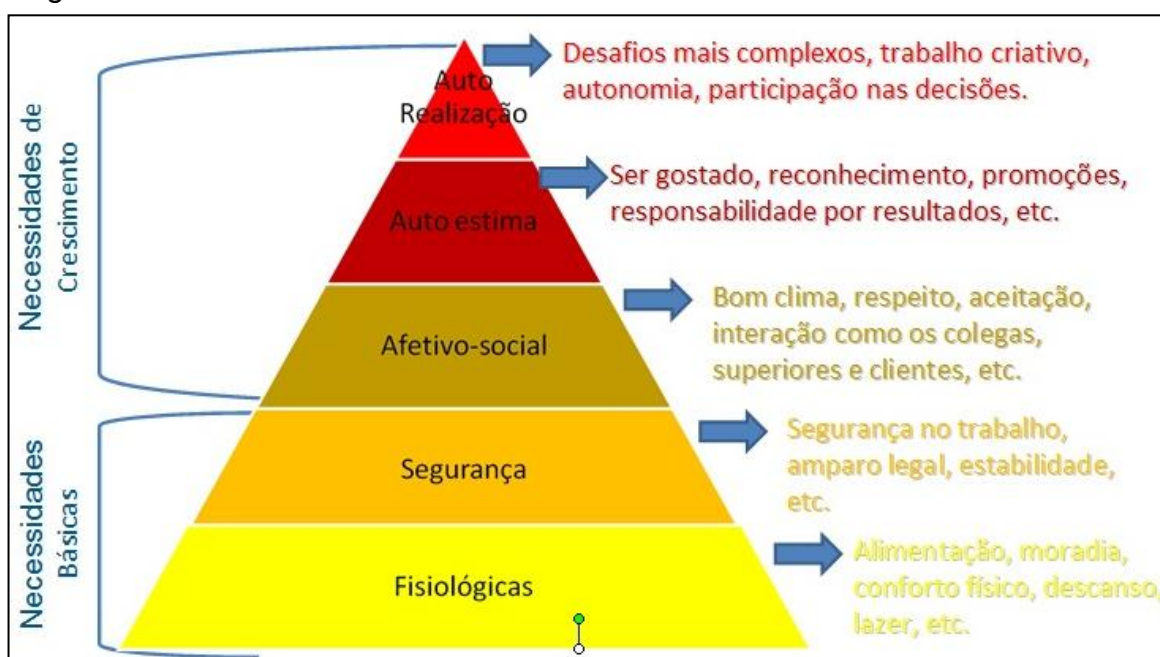 Necessidades de
Crescimento
Necessidades
Básicas
Auto
Realização
Desafios mais complexos, trabalho criativo,
autonomia, participação nas decisões.
Auto estima
Ser gostado, reconhecimento, promoções,
responsabilidade por resultados, etc.
Afetivo-social
Bom clima, respeito, aceitação,
interação como os colegas,
superiores e clientes, etc.
Segurança
Segurança no trabalho,
amparo legal, estabilidade,
etc.
Fisiológicas
Alimentação, moradia,
conforto físico, descanso,
lazer, etc.